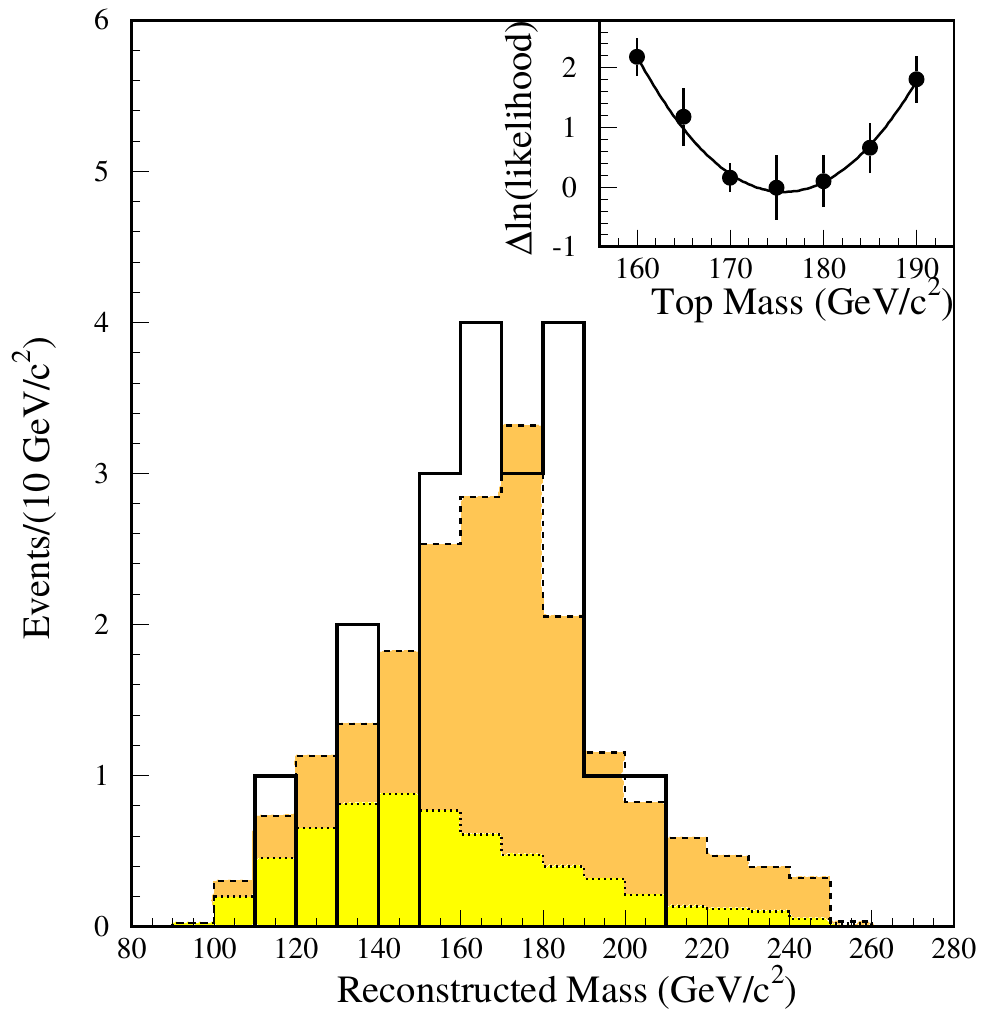 6
5
4
3
2
1
0
Events/(10 GeV/c²)
80 100 120 140 160 180 200 220 240 260 280
Reconstructed Mass (GeV/c²)
Δln(likelihood)
2
1
0
-1
160 170 180 190
Top Mass (GeV/c²)